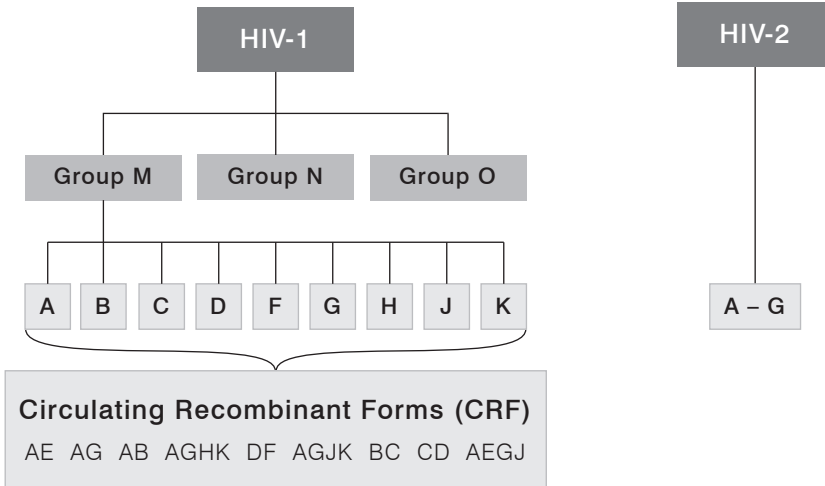 HIV-1
HIV-2
Group M
Group N
Group O
A
B
C
D
F
G
H
J
K
A – G
Circulating Recombinant Forms (CRF)
AE AG AB AGHK DF AGJK BC CD AEGJ